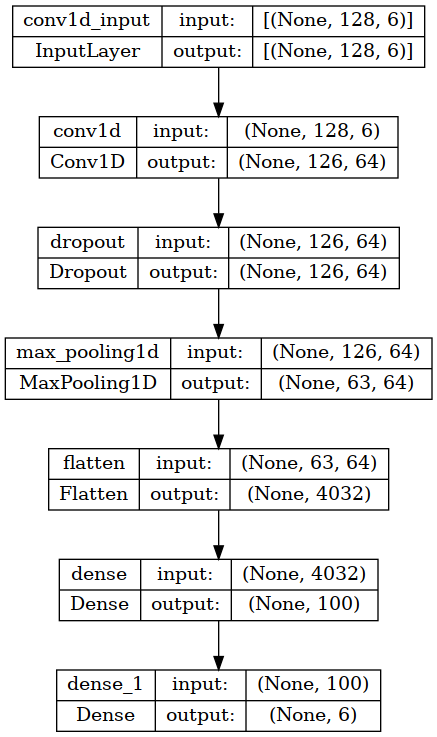 conv1d_input input: [(None, 128, 6)]
InputLayer output: [(None, 128, 6)]
conv1d input: (None, 128, 6)
Conv1D output: (None, 126, 64)
dropout input: (None, 126, 64)
Dropout output: (None, 126, 64)
max_pooling1d input: (None, 126, 64)
MaxPooling1D output: (None, 63, 64)
flatten input: (None, 63, 64)
Flatten output: (None, 4032)
dense input: (None, 4032)
Dense output: (None, 100)
dense_1 input: (None, 100)
Dense output: (None, 6)